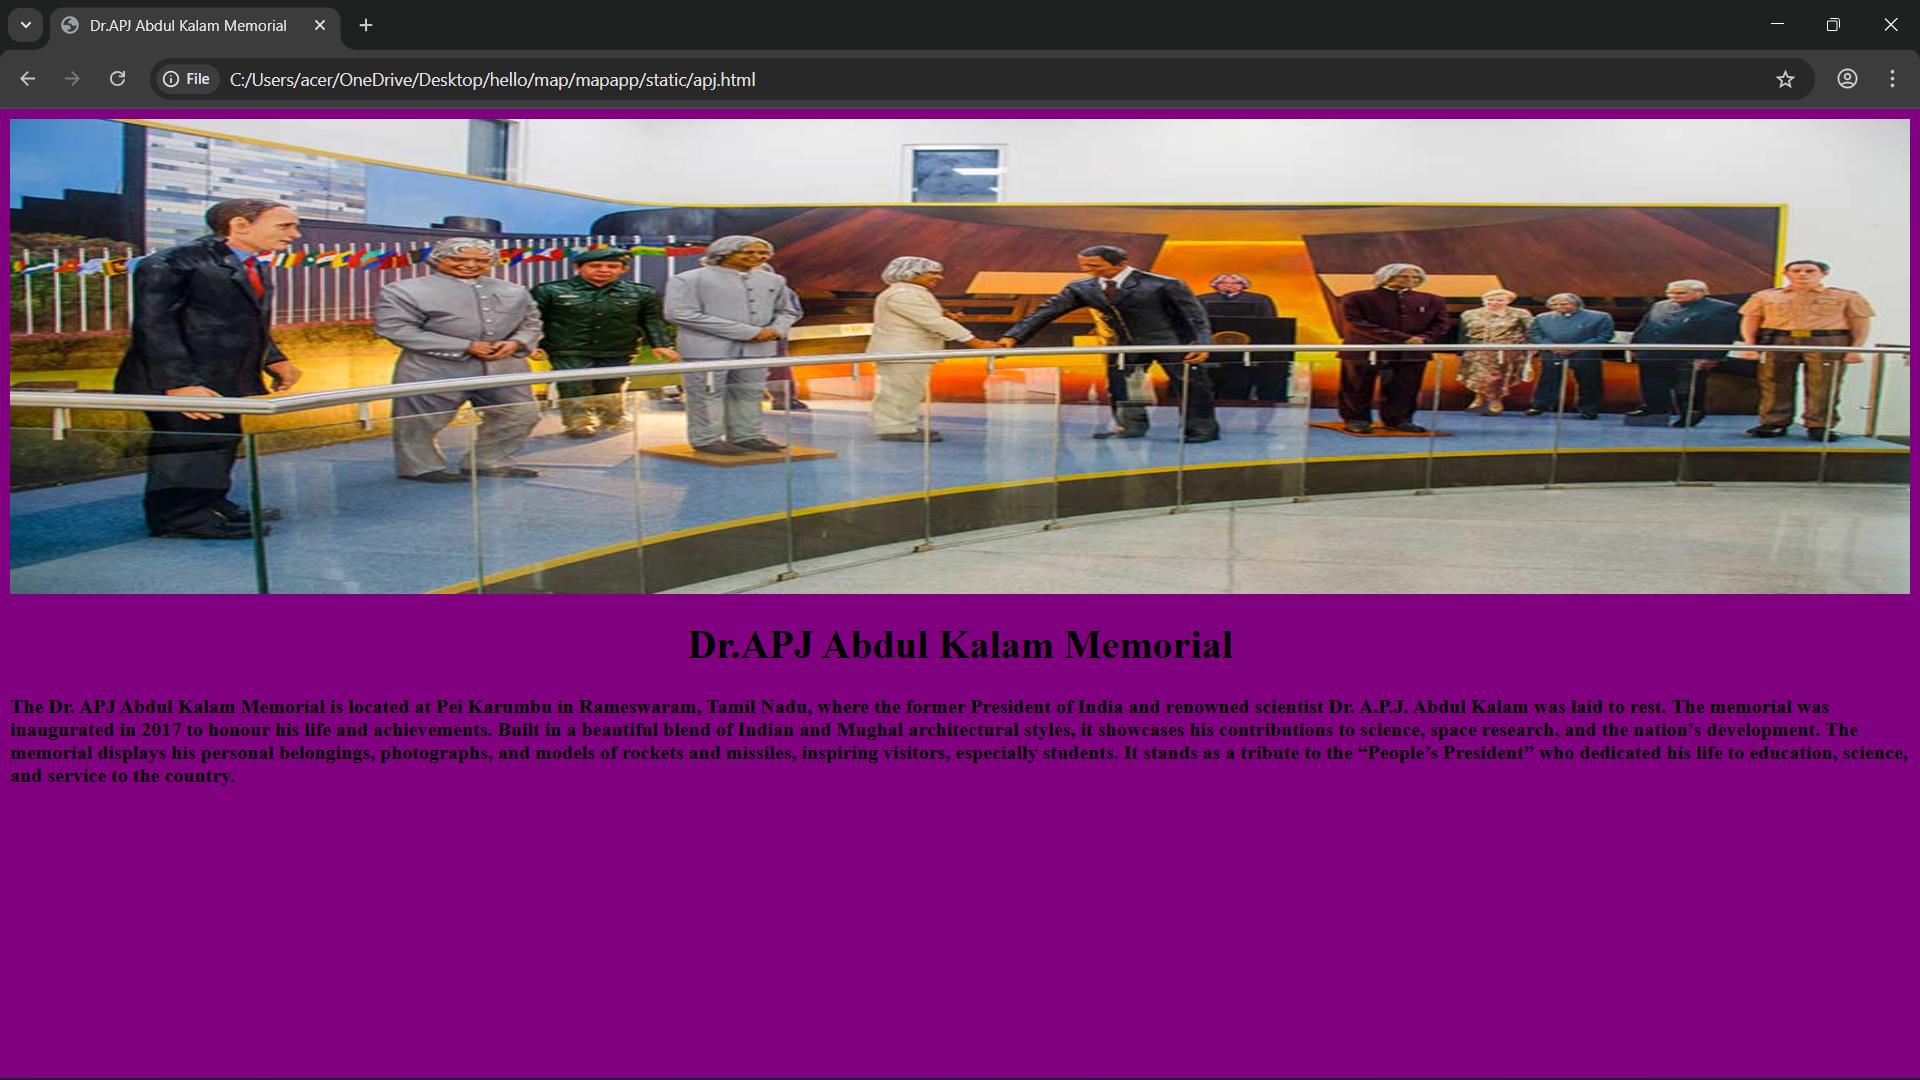 Dr.APJ Abdul Kalam Memorial
File
C:/Users/acer/OneDrive/Desktop/hello/map/mapapp/static/apj.html
Dr.APJ Abdul Kalam Memorial
The Dr. APJ Abdul Kalam Memorial is located at Pei Karumbu in Rameswaram, Tamil Nadu, where the former President of India and renowned scientist Dr. A.P.J. Abdul Kalam was laid to rest. The memorial was
inaugurated in 2017 to honour his life and achievements. Built in a beautiful blend of Indian and Mughal architectural styles, it showcases his contributions to science, space research, and the nation’s development. The
memorial displays his personal belongings, photographs, and models of rockets and missiles, inspiring visitors, especially students. It stands as a tribute to the “People’s President” who dedicated his life to education, science,
and service to the country.